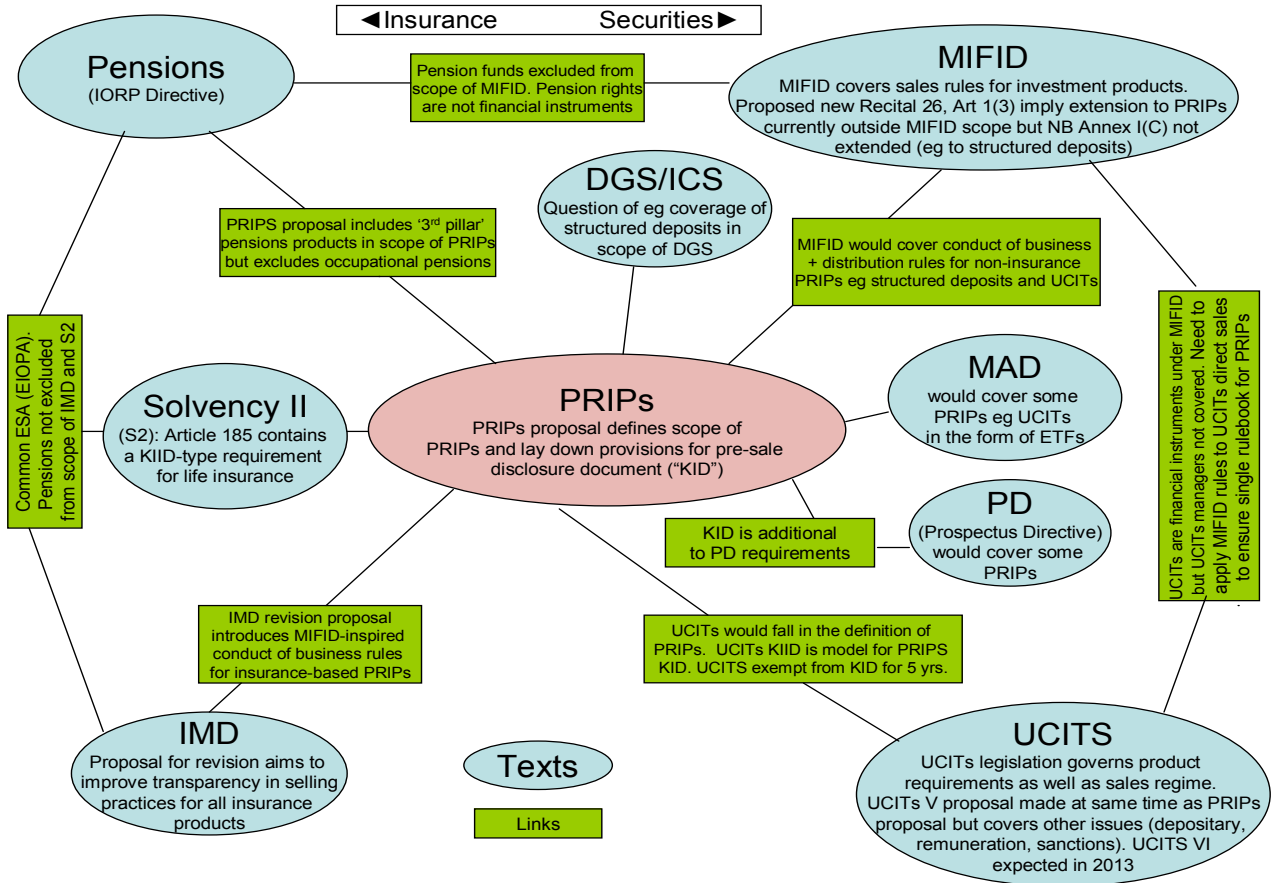 ◄Insurance Securities►
Pensions
(IORP Directive)
Pension funds excluded from
scope of MIFID. Pension rights
are not financial instruments
MIFID
MIFID covers sales rules for investment products.
Proposed new Recital 26, Art 1(3) imply extension to PRIPs
currently outside MIFID scope but NB Annex I(C) not
extended (eg to structured deposits)
DGS/ICS
Question of eg coverage of
structured deposits in
scope of DGS
PRIPS proposal includes ‘3rd pillar’
pensions products in scope of PRIPs
but excludes occupational pensions
MIFID would cover conduct of business
+ distribution rules for non-insurance
PRIPs eg structured deposits and UCITs
Common ESA (EIOPA).
Pensions not excluded
from scope of IMD and S2
Solvency II
(S2): Article 185 contains
a KIID-type requirement
for life insurance
PRIPs
PRIPs proposal defines scope of
PRIPs and lay down provisions for pre-sale
disclosure document (“KID”)
MAD
would cover some
PRIPs eg UCITs
in the form of ETFs
UCITs are financial instruments under MIFID
but UCITs managers not covered. Need to
apply MIFID rules to UCITs direct sales
to ensure single rulebook for PRIPs
KID is additional
to PD requirements
PD
(Prospectus Directive)
would cover some
PRIPs
IMD revision proposal
introduces MIFID-inspired
conduct of business rules
for insurance-based PRIPs
UCITs would fall in the definition of
PRIPs. UCITs KIID is model for PRIPS
KID. UCITS exempt from KID for 5 yrs.
IMD
Proposal for revision aims to
improve transparency in selling
practices for all insurance
products
Texts
Links
UCITS
UCITs legislation governs product
requirements as well as sales regime.
UCITs V proposal made at same time as PRIPs
proposal but covers other issues (depositary,
remuneration, sanctions). UCITS VI
expected in 2013